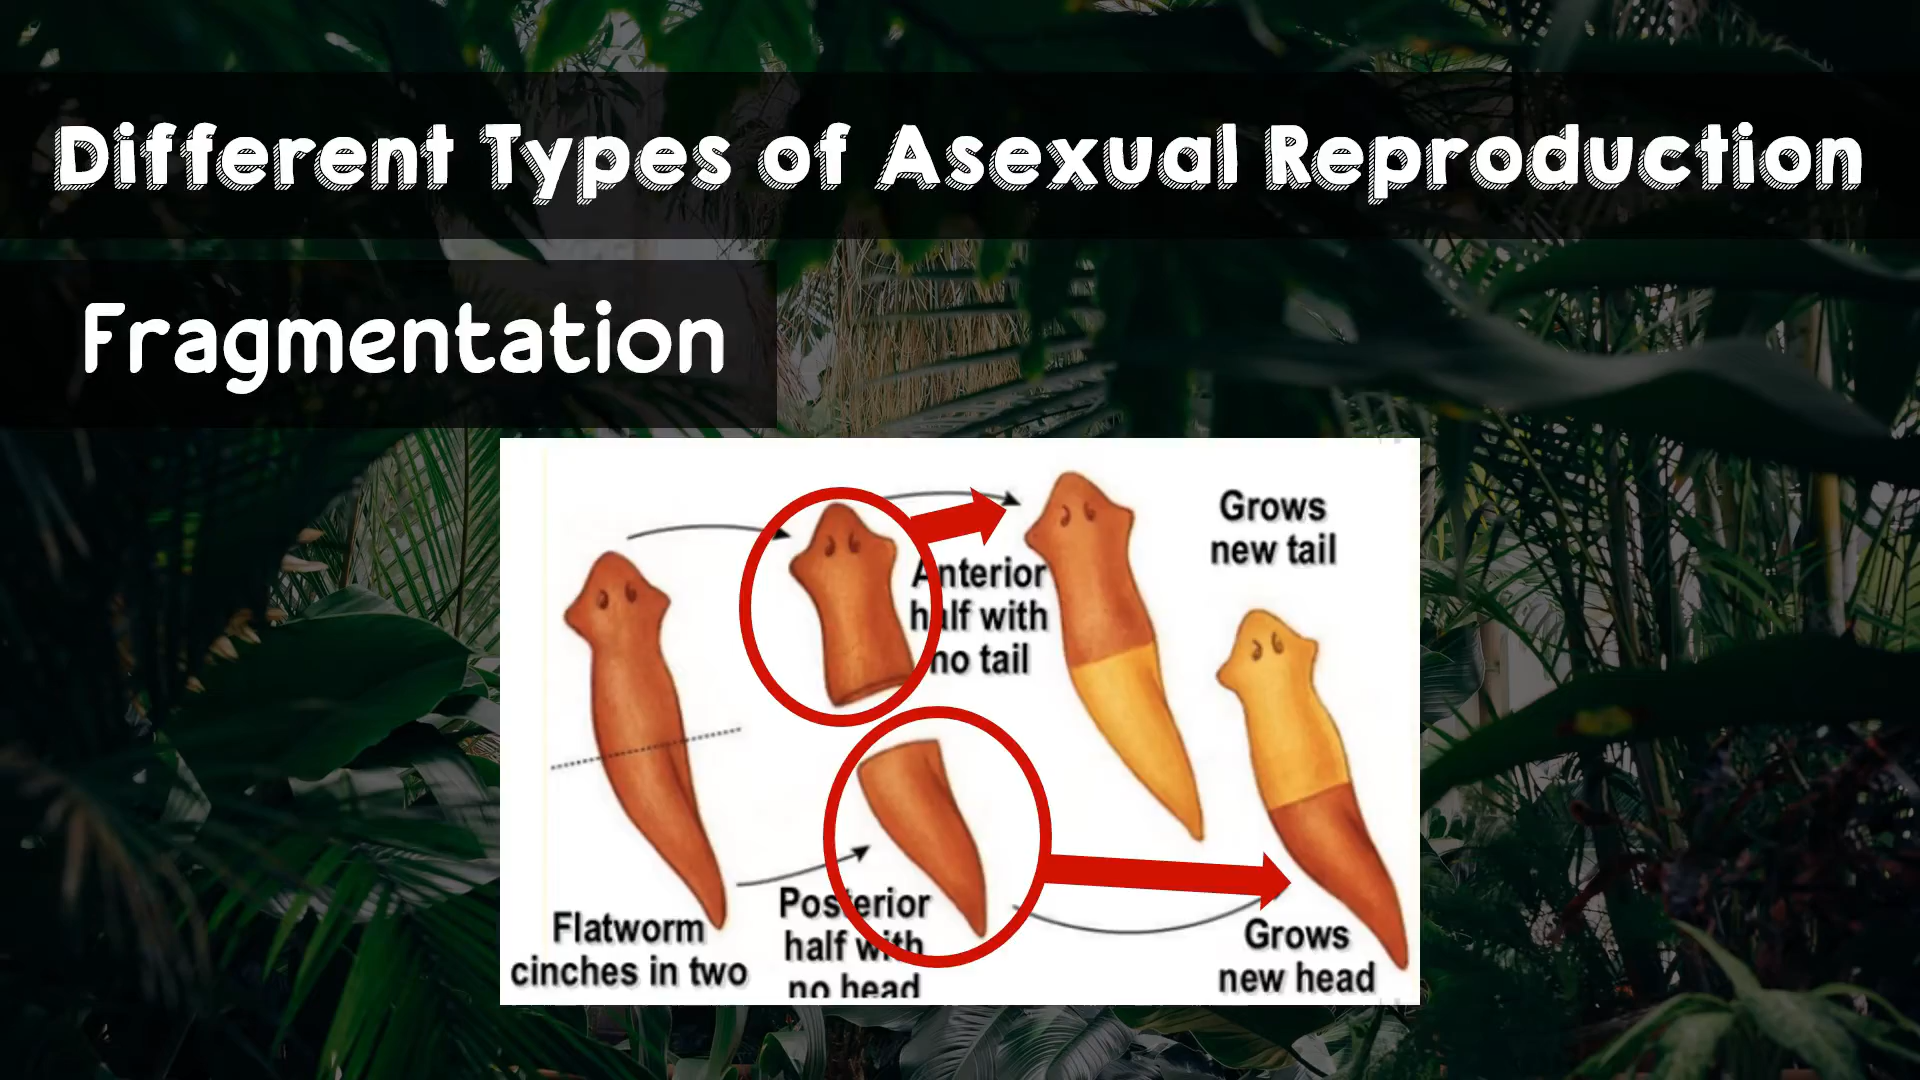 Different Types of Asexual Reproduction
Fragmentation
Grows
new tail
Anterior
half with
no tail
Flatworm
cinches in two
Posterior
half with
no head
Grows
new head